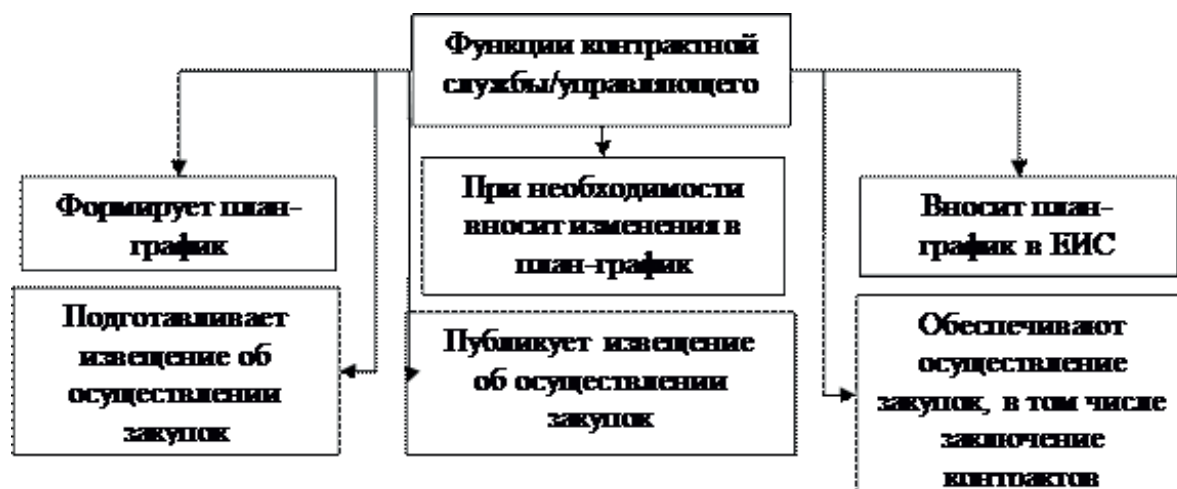 Функции контрактной
службы/управляющего
Формирует план-
график
При необходимости
вносит изменения в
план-график
Вносит план-
график в ЕИС
Подготавливает
извещение об
осуществлении
закупок
Публикует извещение
об осуществлении
закупок
Обеспечивают
осуществление
закупок, в том числе
заключение
контрактов